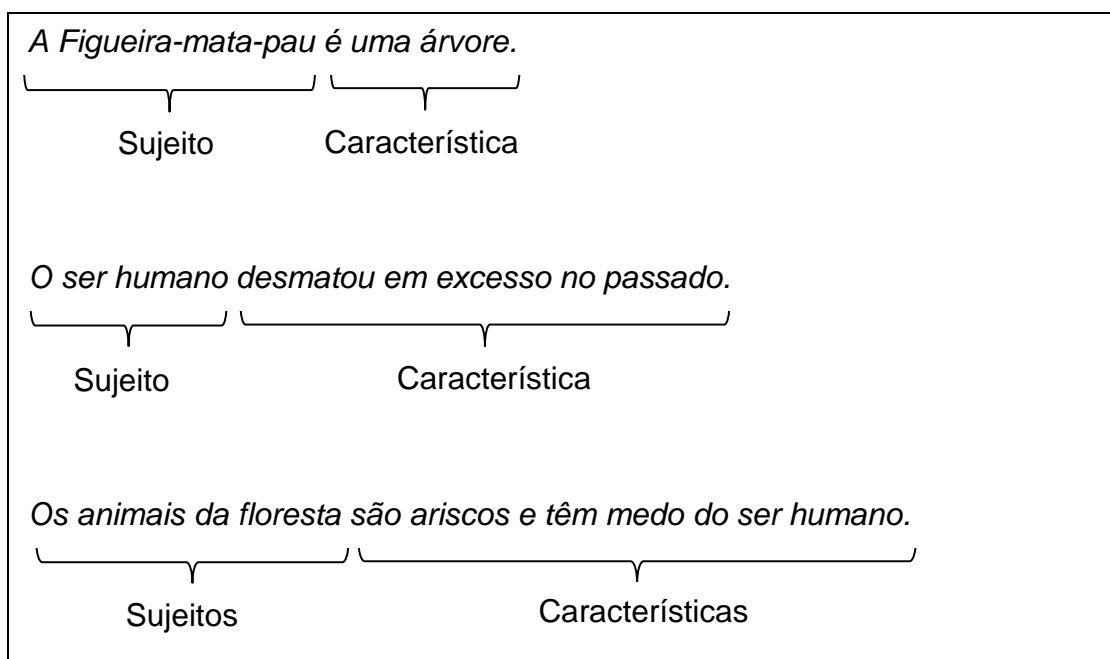 A Figueira-mata-pau é uma árvore.
Sujeito Característica
O ser humano desmatou em excesso no passado.
Sujeito Característica
Os animais da floresta são ariscos e têm medo do ser humano.
Sujeitos Características